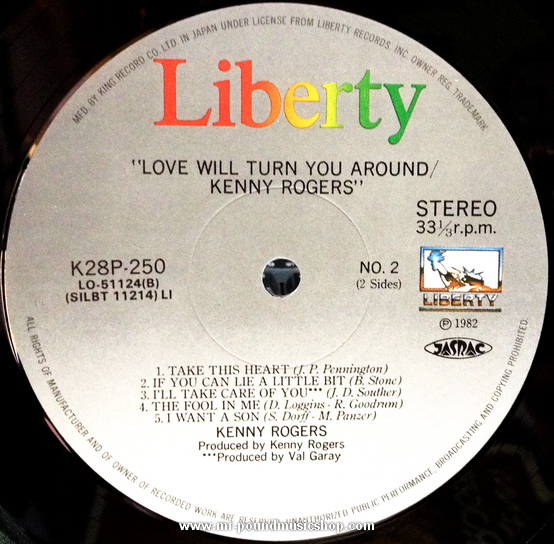 MFD. BY KING RECORD CO. LTD. IN JAPAN UNDER LICENSE FROM LIBERTY RECORDS, INC. OWNER REG. TRADEMARK.
Liberty
"LOVE WILL TURN YOU AROUND/
KENNY ROGERS"
STEREO
33⅓r.p.m.
K28P-250
LO-51124(B)
(SILBT 11214) LI
NO. 2
(2 Sides)
LIBERTY
Ⓟ 1982
JASRAC
1. TAKE THIS HEART (J. P. Pennington)
2. IF YOU CAN LIE A LITTLE BIT (B. Stone)
3. I'LL TAKE CARE OF YOU*** (J. D. Souther)
4. THE FOOL IN ME (D. Loggins - R. Goodrum)
5. I WANT A SON (S. Dorff - M. Panzer)
KENNY ROGERS
Produced by Kenny Rogers
***Produced by Val Garay
ALL RIGHTS OF MANUFACTURER AND OF OWNER OF RECORDED WORK ARE RESERVED. UNAUTHORIZED PUBLIC PERFORMANCE, BROADCASTING AND COPYING PROHIBITED.
www.mr-poundmusicshop.com